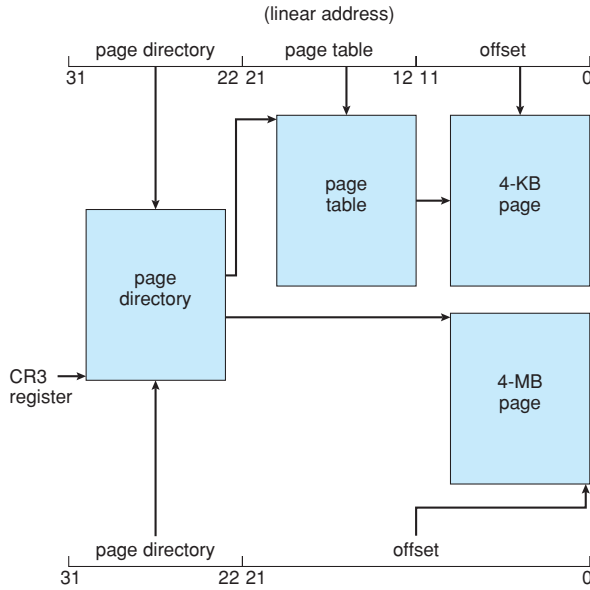 (linear address)
page directory page table offset
31 22 21 12 11 0
page
table
4-KB
page
page
directory
CR3
register
4-MB
page
page directory offset
31 22 21 0